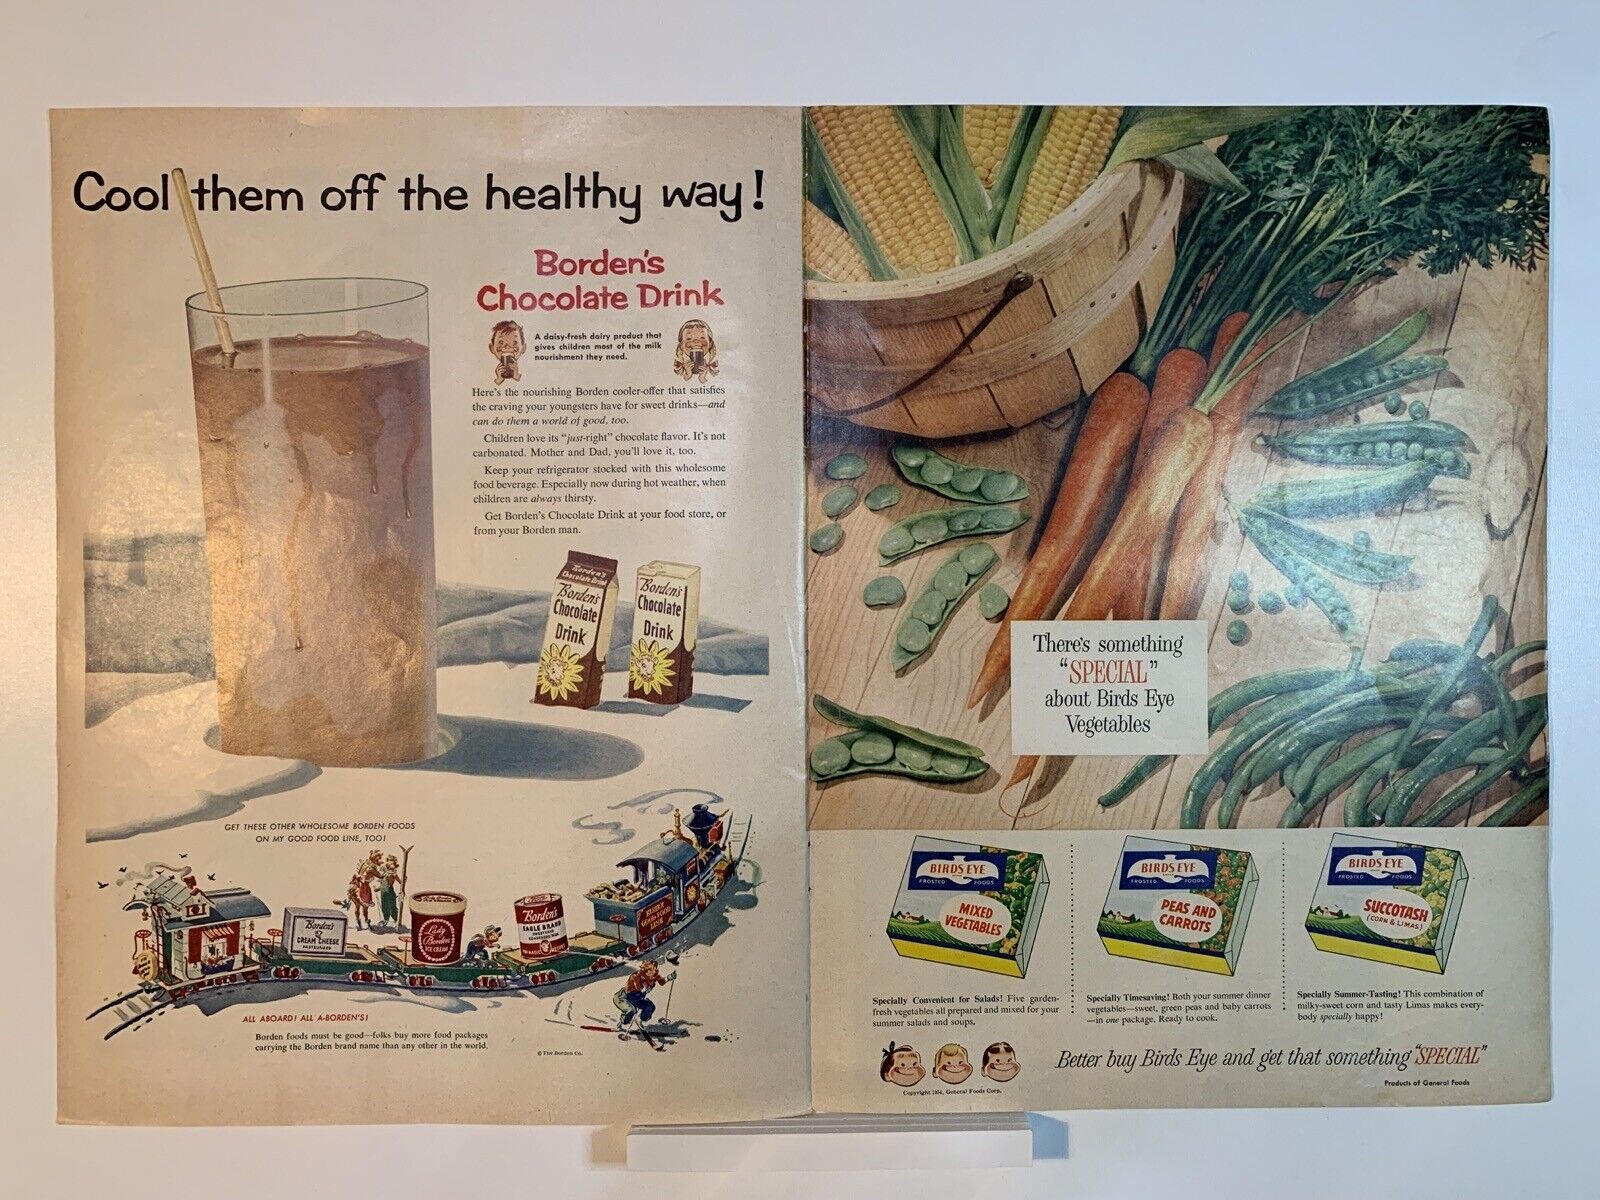 Cool them off the healthy way!
Borden's
Chocolate Drink
A daisy-fresh dairy product that
gives children most of the milk
nourishment they need.
Here's the nourishing Borden cooler-offer that satisfies
the craving your youngsters have for sweet drinks—and
can do them a world of good, too.
Children love its "just-right" chocolate flavor. It's not
carbonated. Mother and Dad, you'll love it, too.
Keep your refrigerator stocked with this wholesome
food beverage. Especially now during hot weather, when
children are always thirsty.
Get Borden's Chocolate Drink at your food store, or
from your Borden man.
Borden's
Chocolate Drink
Borden's
Chocolate
Drink
Borden's
Chocolate
Drink
GET THESE OTHER WHOLESOME BORDEN FOODS
ON MY GOOD FOOD LINE, TOO!
Borden's
CREAM CHEESE
PASTEURIZED
Lady
Borden
ICE CREAM
Borden's
EAGLE BRAND
BORDEN
GOOD FOOD
LINE
ALL ABOARD! ALL A-BORDEN'S!
Borden foods must be good—folks buy more food packages
carrying the Borden brand name than any other in the world.
© The Borden Co.
There's something
"SPECIAL"
about Birds Eye
Vegetables
BIRDS EYE
FROSTED FOODS
MIXED
VEGETABLES
BIRDS EYE
FROSTED FOODS
PEAS AND
CARROTS
BIRDS EYE
FROSTED FOODS
SUCCOTASH
(CORN & LIMAS)
Specially Convenient for Salads! Five garden-
fresh vegetables all prepared and mixed for your
summer salads and soups.
Specially Timesaving! Both your summer dinner
vegetables—sweet, green peas and baby carrots
—in one package. Ready to cook.
Specially Summer-Tasting! This combination of
milky-sweet corn and tasty Limas makes every-
body specially happy!
Better buy Birds Eye and get that something "SPECIAL"
Products of General Foods
Copyright 1954, General Foods Corp.